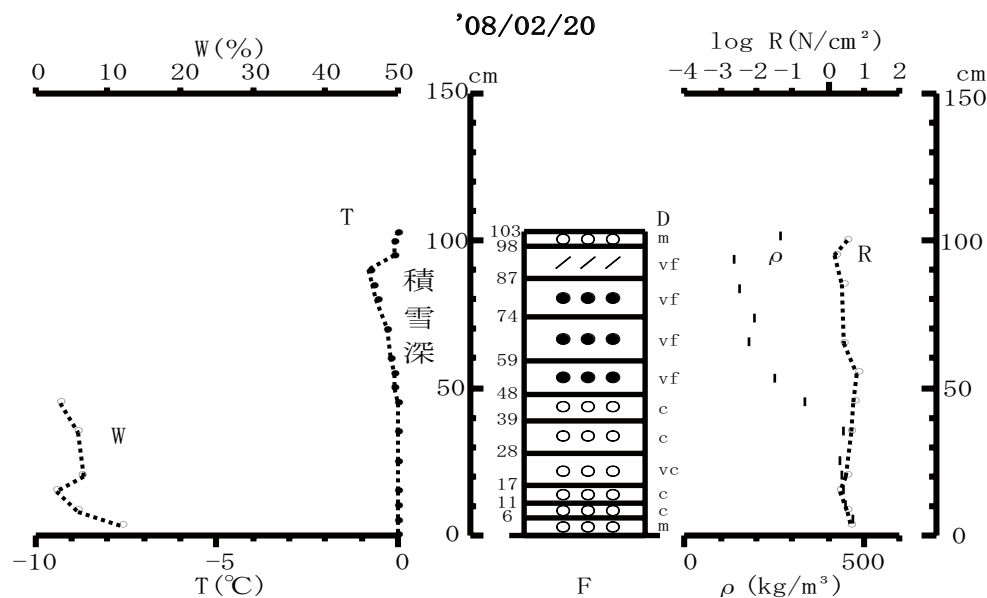 '08/02/20
W(%)
log R(N/cm²)
0 10 20 30 40 50 cm
-4 -3 -2 -1 0 1 2 cm
150
150
T
D
103 m
98
100
100
ρ
R
vf
87
積雪深
vf
74
vf
59
vf
50
50
48
c
39
W
c
28
vc
17
c
11
c
6
m
0
0
-10 -5 0
0 500
T(℃)
F
ρ (kg/m³)